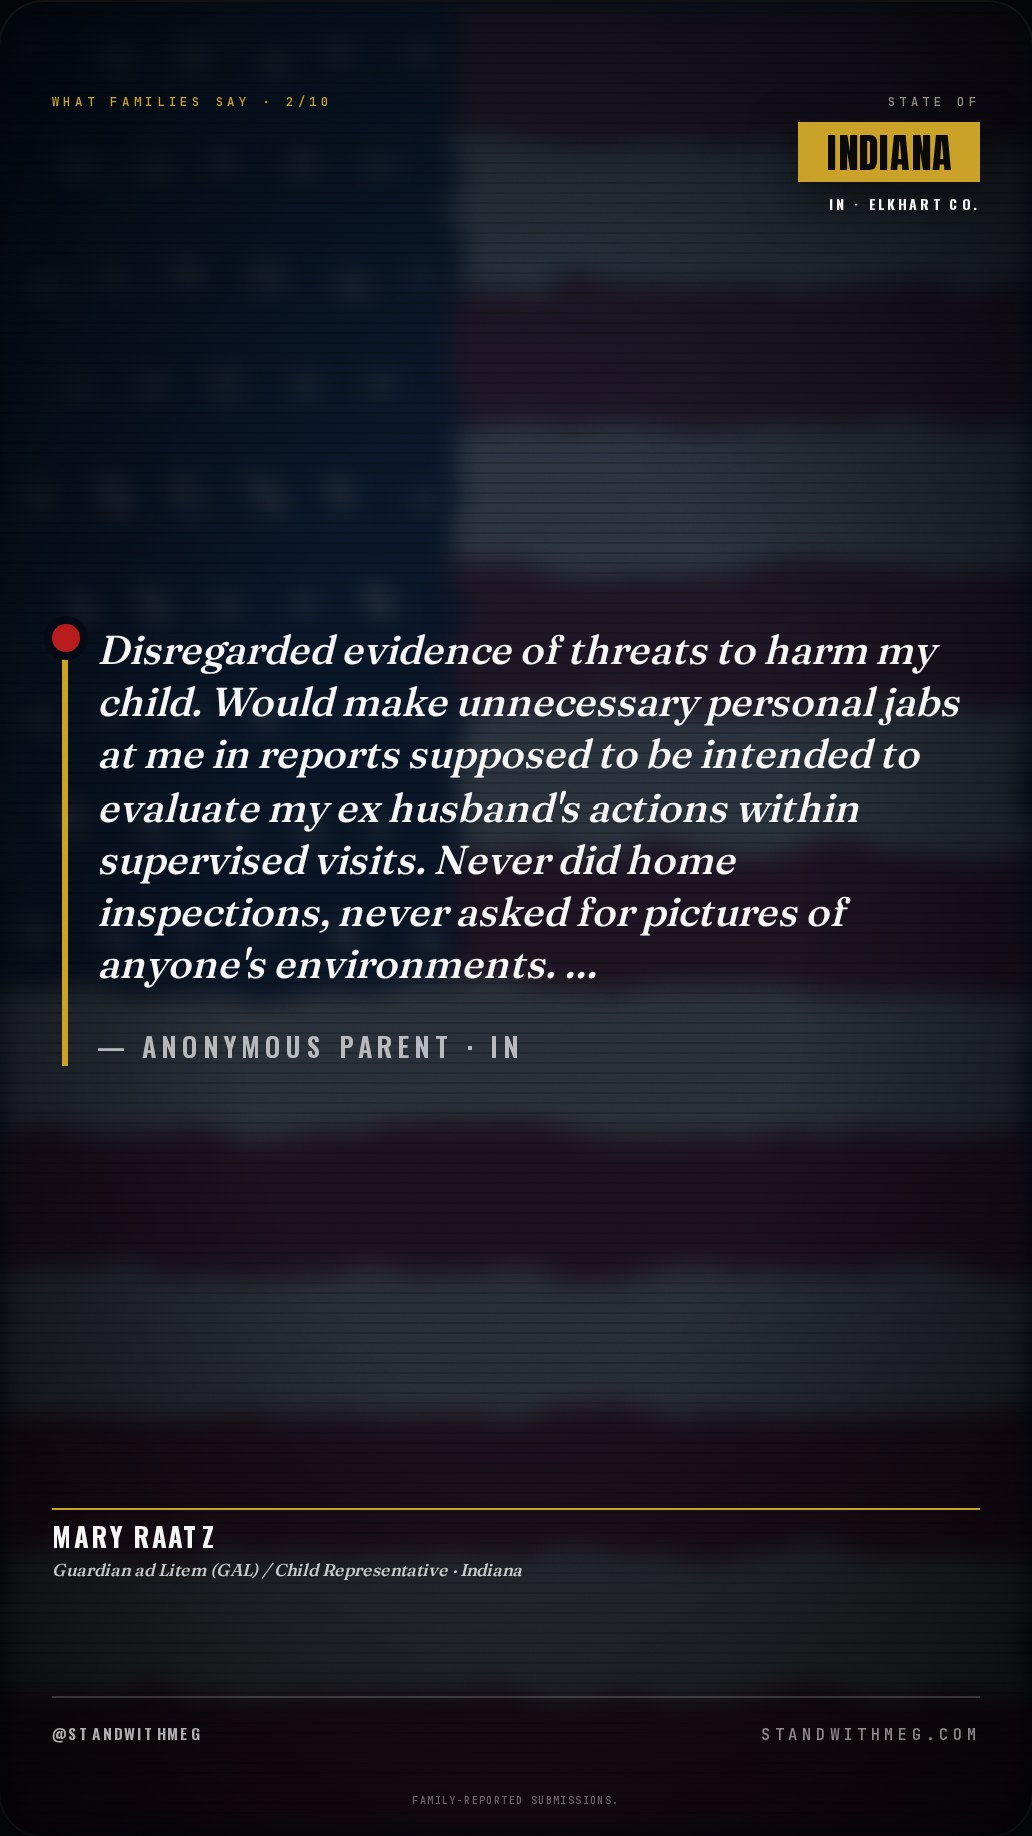 WHAT FAMILIES SAY · 2/10
STATE OF
INDIANA
IN · ELKHART CO.
Disregarded evidence of threats to harm my
child. Would make unnecessary personal jabs
at me in reports supposed to be intended to
evaluate my ex husband's actions within
supervised visits. Never did home
inspections, never asked for pictures of
anyone's environments. ...
— ANONYMOUS PARENT · IN
MARY RAATZ
Guardian ad Litem (GAL) / Child Representative · Indiana
@STANDWITHMEG
STANDWITHMEG.COM
FAMILY-REPORTED SUBMISSIONS.